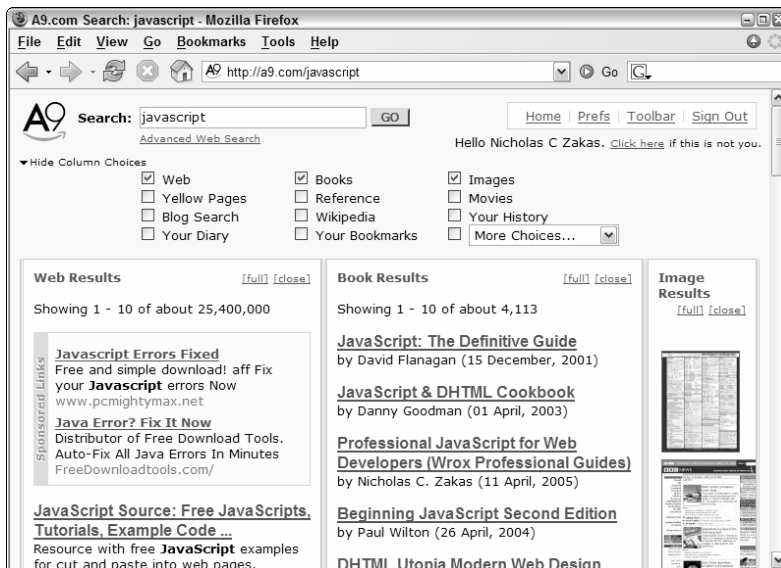 A9.com Search: javascript - Mozilla Firefox
File Edit View Go Bookmarks Tools Help
A9 http://a9.com/javascript Go G
A9 Search: javascript GO
Advanced Web Search
Home Prefs Toolbar Sign Out
Hello Nicholas C Zakas. Click here if this is not you.
Hide Column Choices
Web Books Images
Yellow Pages Reference Movies
Blog Search Wikipedia Your History
Your Diary Your Bookmarks More Choices...
Web Results [full] [close]
Showing 1 - 10 of about 25,400,000
Sponsored Links
Javascript Errors Fixed
Free and simple download! aff Fix
your Javascript errors Now
www.pcmightymax.net
Java Error? Fix It Now
Distributor of Free Download Tools.
Auto-Fix All Java Errors In Minutes
FreeDownloadtools.com/
JavaScript Source: Free JavaScripts,
Tutorials, Example Code ...
Resource with free JavaScript examples
for cut and paste into web pages.
Book Results [full] [close]
Showing 1 - 10 of about 4,113
JavaScript: The Definitive Guide
by David Flanagan (15 December, 2001)
JavaScript & DHTML Cookbook
by Danny Goodman (01 April, 2003)
Professional JavaScript for Web
Developers (Wrox Professional Guides)
by Nicholas C. Zakas (11 April, 2005)
Beginning JavaScript Second Edition
by Paul Wilton (26 April, 2004)
DHTML Utopia Modern Web Design
Image
Results
[full] [close]
BBC NEWS